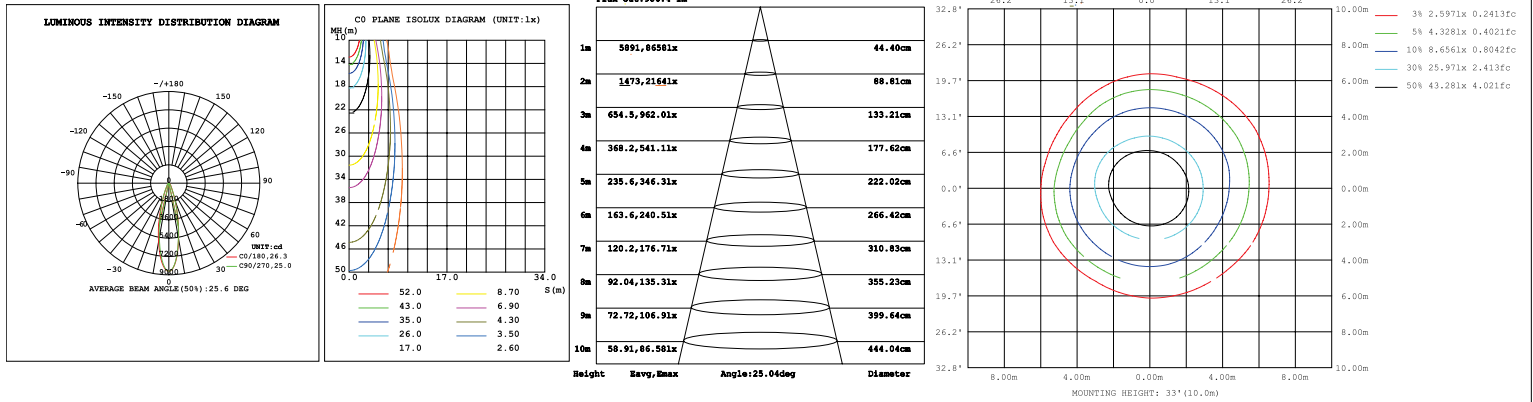 LUMINOUS INTENSITY DISTRIBUTION DIAGRAM
-/+180
-150 150
-120 120
-90 90
-60 60
-30 30
0
0
1800
3600
5400
7200
9000
UNIT:cd
C0/180,26.3
C90/270,25.0
AVERAGE BEAM ANGLE(50%):25.6 DEG
C0 PLANE ISOLUX DIAGRAM (UNIT:lx)
MH(m)
10
14
18
22
26
30
34
38
42
46
50
0.0 17.0 34.0
S(m)
52.0 8.70
43.0 6.90
35.0 4.30
26.0 3.50
17.0 2.60
1m 5891,8658lx 44.40cm
2m 1473,2164lx 88.81cm
3m 654.5,962.0lx 133.21cm
4m 368.2,541.1lx 177.62cm
5m 235.6,346.3lx 222.02cm
6m 163.6,240.5lx 266.42cm
7m 120.2,176.7lx 310.83cm
8m 92.04,135.3lx 355.23cm
9m 72.72,106.9lx 399.64cm
10m 58.91,86.58lx 444.04cm
Height Eavg,Emax Angle:25.04deg Diameter
26.2' 13.1' 0.0' 13.1' 26.2'
32.8' 10.00m
26.2' 8.00m
19.7' 6.00m
13.1' 4.00m
6.6' 2.00m
0.0' 0.00m
6.6' 2.00m
13.1' 4.00m
19.7' 6.00m
26.2' 8.00m
32.8' 10.00m
8.00m 4.00m 0.00m 4.00m 8.00m
MOUNTING HEIGHT: 33'(10.0m)
3% 2.597lx 0.2413fc
5% 4.328lx 0.4021fc
10% 8.656lx 0.8042fc
30% 25.97lx 2.413fc
50% 43.28lx 4.021fc